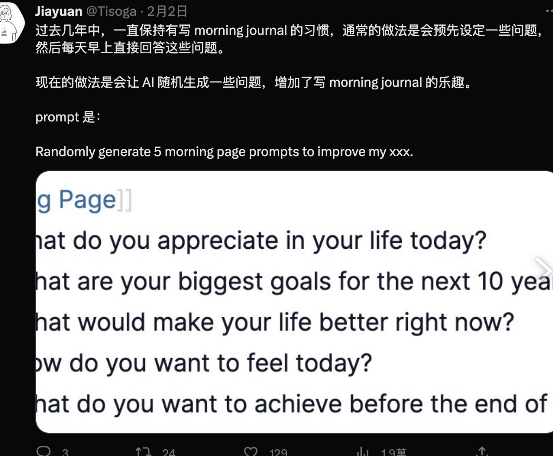 Jiayuan @Tisoga · 2月2日
过去几年中，一直保持有写 morning journal 的习惯，通常的做法是会预先设定一些问题，
然后每天早上直接回答这些问题。
现在的做法是会让 AI 随机生成一些问题，增加了写 morning journal 的乐趣。
prompt 是：
Randomly generate 5 morning page prompts to improve my xxx.
g Page]]
hat do you appreciate in your life today?
hat are your biggest goals for the next 10 yea
hat would make your life better right now?
ow do you want to feel today?
hat do you want to achieve before the end of
3 24 129 1.9萬